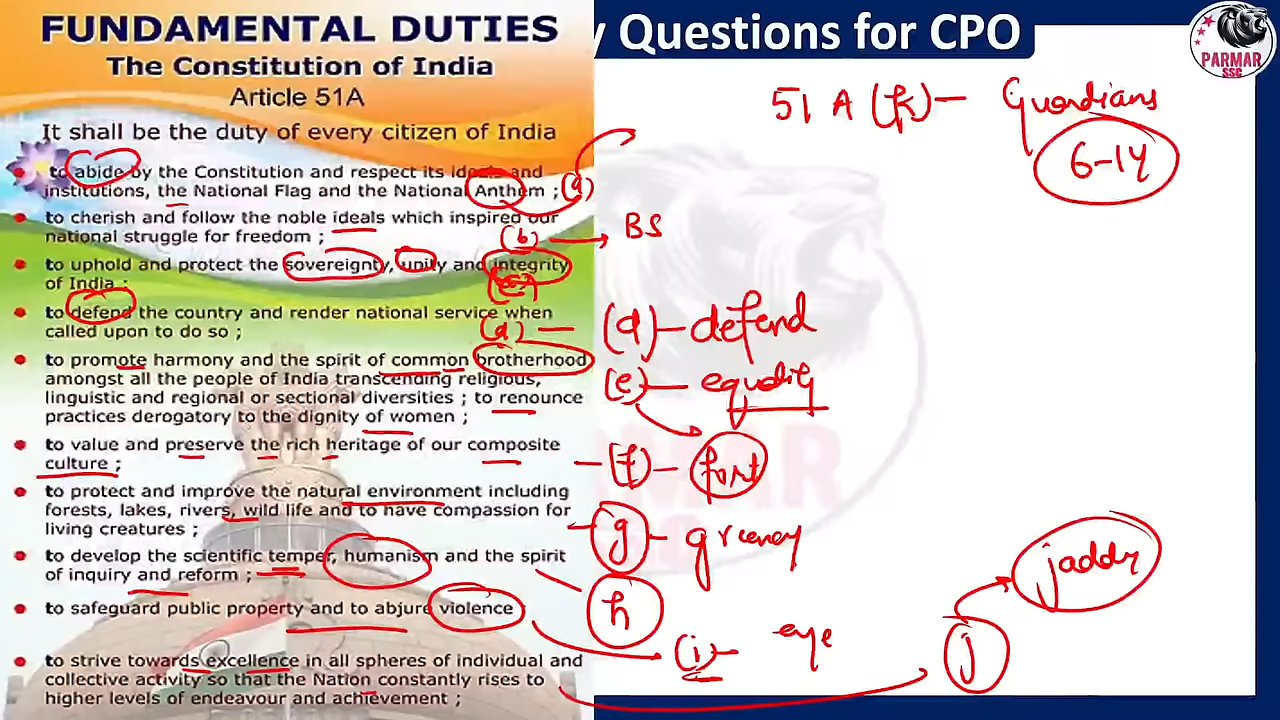 FUNDAMENTAL DUTIES
The Constitution of India
Article 51A
It shall be the duty of every citizen of India
to abide by the Constitution and respect its ideals and
institutions, the National Flag and the National Anthem ; (a)
to cherish and follow the noble ideals which inspired our
national struggle for freedom ; (b)
to uphold and protect the sovereignty, unity and integrity
of India ; (c)
to defend the country and render national service when
called upon to do so ; (d)
to promote harmony and the spirit of common brotherhood
amongst all the people of India transcending religious,
linguistic and regional or sectional diversities ; to renounce
practices derogatory to the dignity of women ;
to value and preserve the rich heritage of our composite
culture ;
to protect and improve the natural environment including
forests, lakes, rivers, wild life and to have compassion for
living creatures ;
to develop the scientific temper, humanism and the spirit
of inquiry and reform ;
to safeguard public property and to abjure violence
to strive towards excellence in all spheres of individual and
collective activity so that the Nation constantly rises to
higher levels of endeavour and achievement ;
Questions for CPO
PARMAR
SSC
51 A (k) - Guardians
6-14
BS
(d) - defend
(e) - equality
(f) - fort
g - greenery
h
(i) - eye
j
jaddy